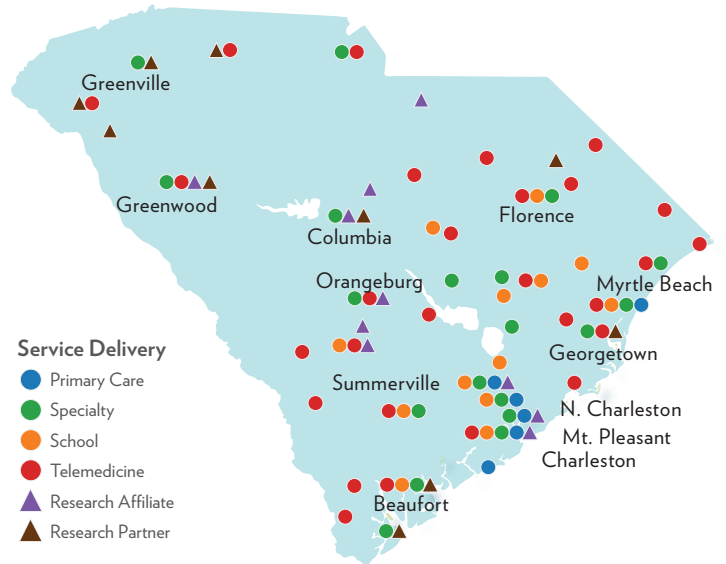 Greenville
Greenwood
Columbia
Florence
Orangeburg
Myrtle Beach
Georgetown
Service Delivery
Primary Care
Specialty
School
Telemedicine
Research Affiliate
Research Partner
Summerville
N. Charleston
Mt. Pleasant
Charleston
Beaufort